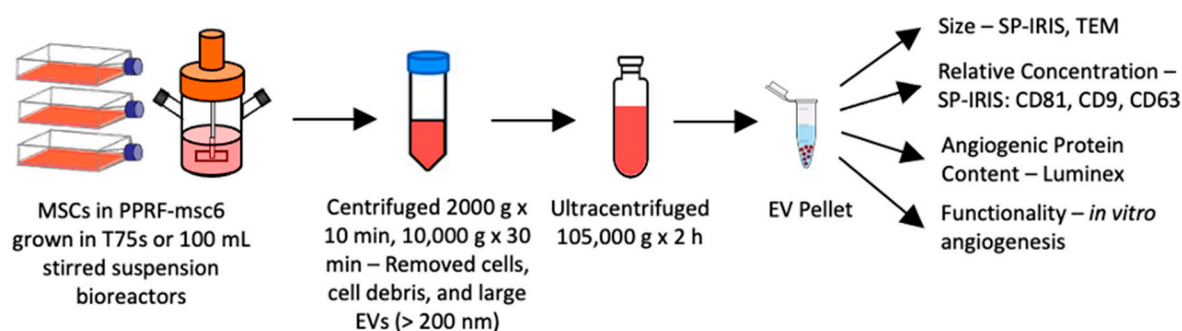 MSCs in PPRF-msc6
grown in T75s or 100 mL
stirred suspension
bioreactors
Centrifuged 2000 g x
10 min, 10,000 g x 30
min – Removed cells,
cell debris, and large
EVs (> 200 nm)
Ultracentrifuged
105,000 g x 2 h
EV Pellet
Size – SP-IRIS, TEM
Relative Concentration –
SP-IRIS: CD81, CD9, CD63
Angiogenic Protein
Content – Luminex
Functionality – in vitro
angiogenesis